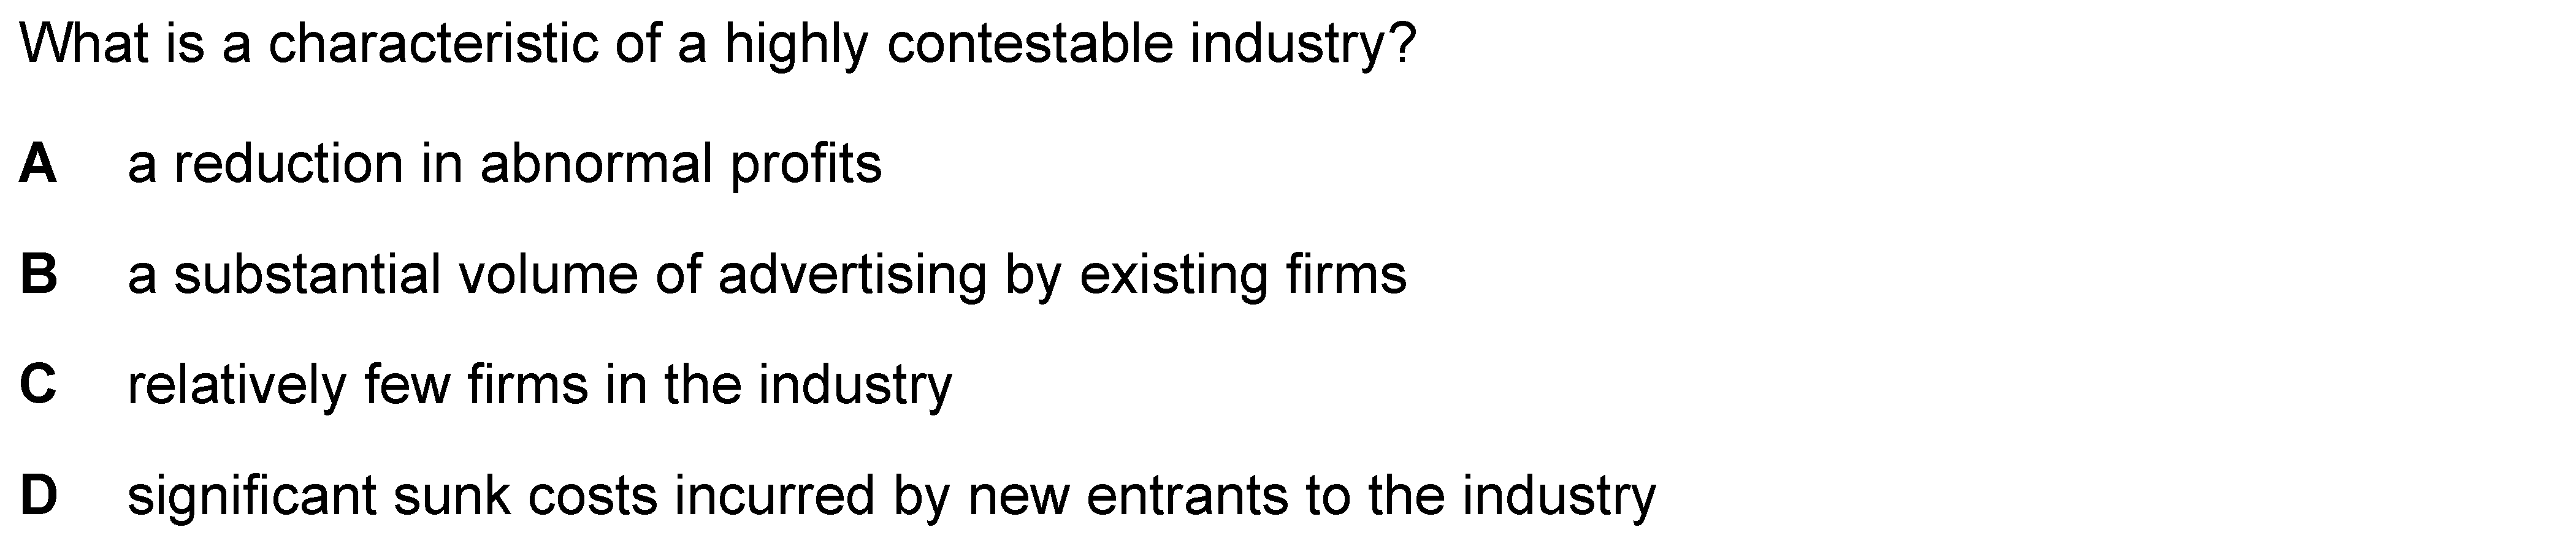 What is a characteristic of a highly contestable industry?
A a reduction in abnormal profits
B a substantial volume of advertising by existing firms
C relatively few firms in the industry
D significant sunk costs incurred by new entrants to the industry